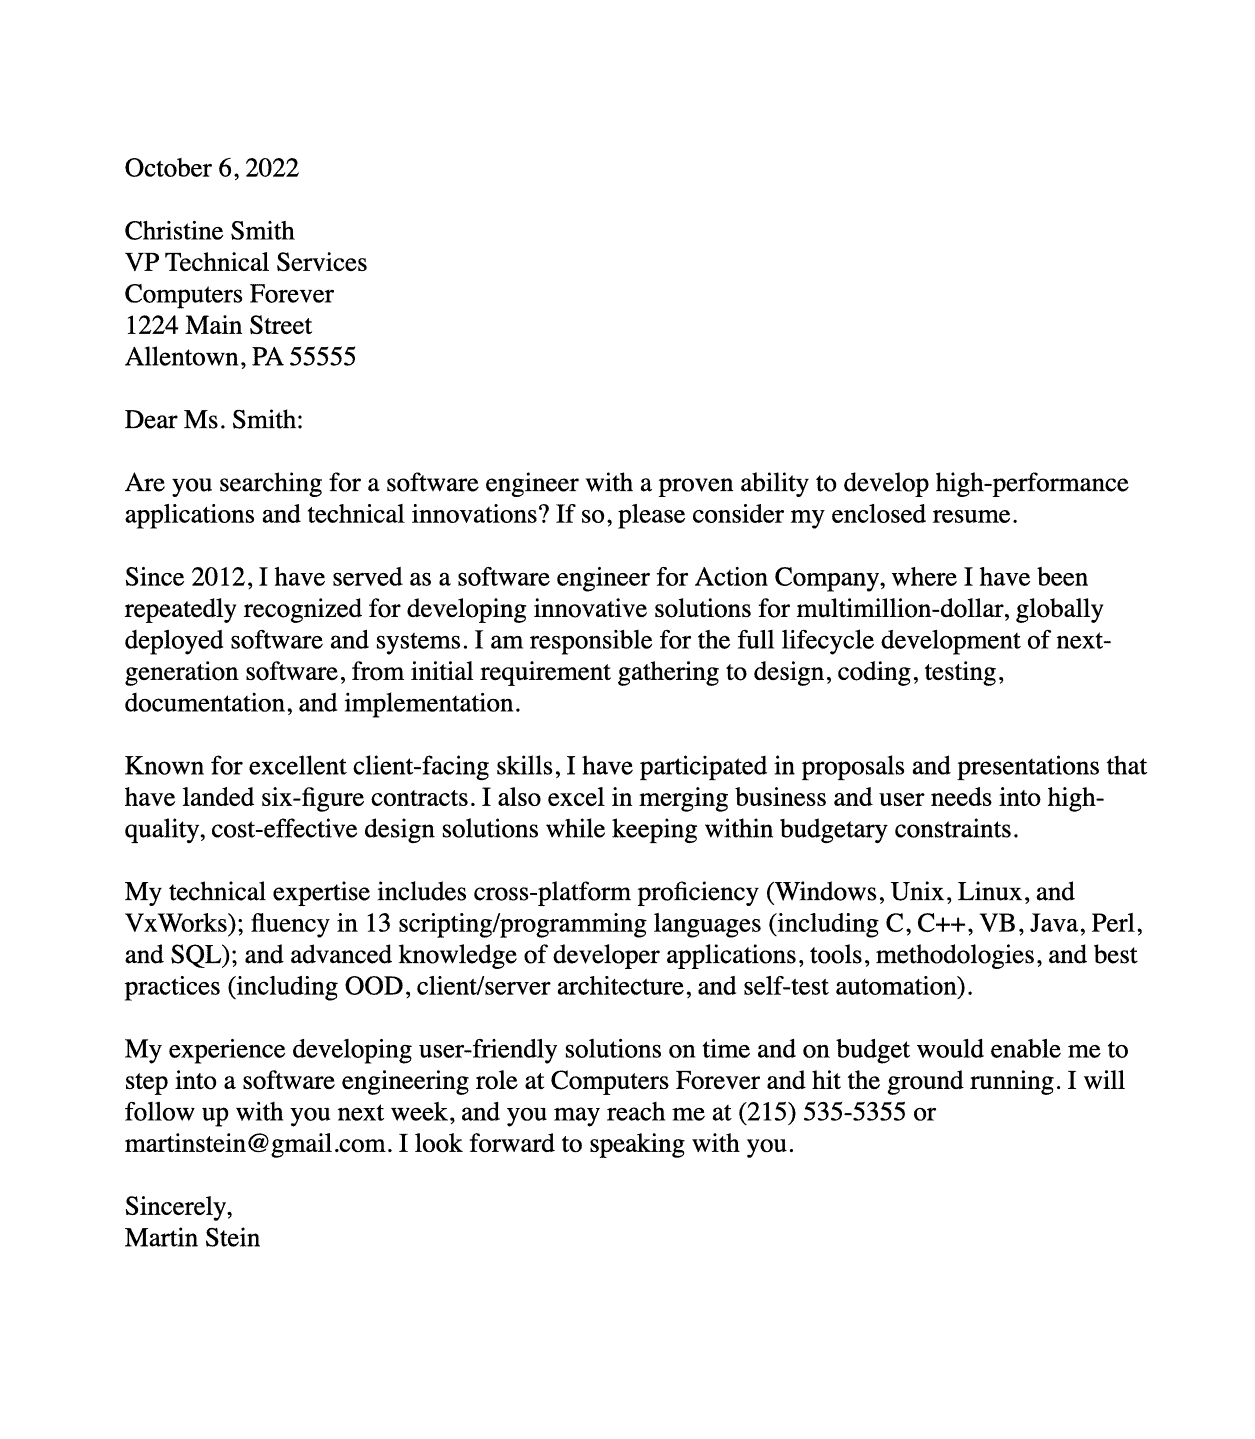 October 6, 2022
Christine Smith
VP Technical Services
Computers Forever
1224 Main Street
Allentown, PA 55555
Dear Ms. Smith:
Are you searching for a software engineer with a proven ability to develop high-performance
applications and technical innovations? If so, please consider my enclosed resume.
Since 2012, I have served as a software engineer for Action Company, where I have been
repeatedly recognized for developing innovative solutions for multimillion-dollar, globally
deployed software and systems. I am responsible for the full lifecycle development of next-
generation software, from initial requirement gathering to design, coding, testing,
documentation, and implementation.
Known for excellent client-facing skills, I have participated in proposals and presentations that
have landed six-figure contracts. I also excel in merging business and user needs into high-
quality, cost-effective design solutions while keeping within budgetary constraints.
My technical expertise includes cross-platform proficiency (Windows, Unix, Linux, and
VxWorks); fluency in 13 scripting/programming languages (including C, C++, VB, Java, Perl,
and SQL); and advanced knowledge of developer applications, tools, methodologies, and best
practices (including OOD, client/server architecture, and self-test automation).
My experience developing user-friendly solutions on time and on budget would enable me to
step into a software engineering role at Computers Forever and hit the ground running. I will
follow up with you next week, and you may reach me at (215) 535-5355 or
martinstein@gmail.com. I look forward to speaking with you.
Sincerely,
Martin Stein